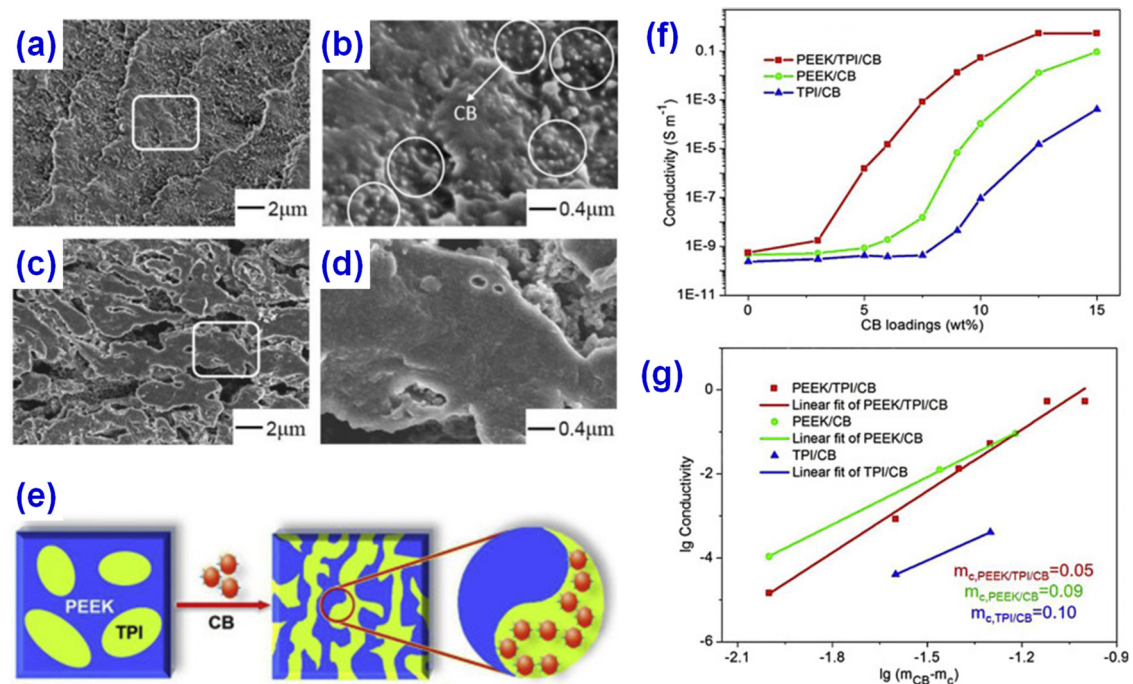 (a)
2μm
(b)
CB
0.4μm
(c)
2μm
(d)
0.4μm
(e)
PEEK
TPI
CB
(f)
PEEK/TPI/CB
PEEK/CB
TPI/CB
Conductivity (S m⁻¹)
0.1
1E-3
1E-5
1E-7
1E-9
1E-11
0
5
10
15
CB loadings (wt%)
(g)
PEEK/TPI/CB
Linear fit of PEEK/TPI/CB
PEEK/CB
Linear fit of PEEK/CB
TPI/CB
Linear fit of TPI/CB
lg Conductivity
0
-2
-4
-6
m_c,PEEK/TPI/CB=0.05
m_c,PEEK/CB=0.09
m_c,TPI/CB=0.10
-2.1
-1.8
-1.5
-1.2
-0.9
lg (m_CB-m_c)